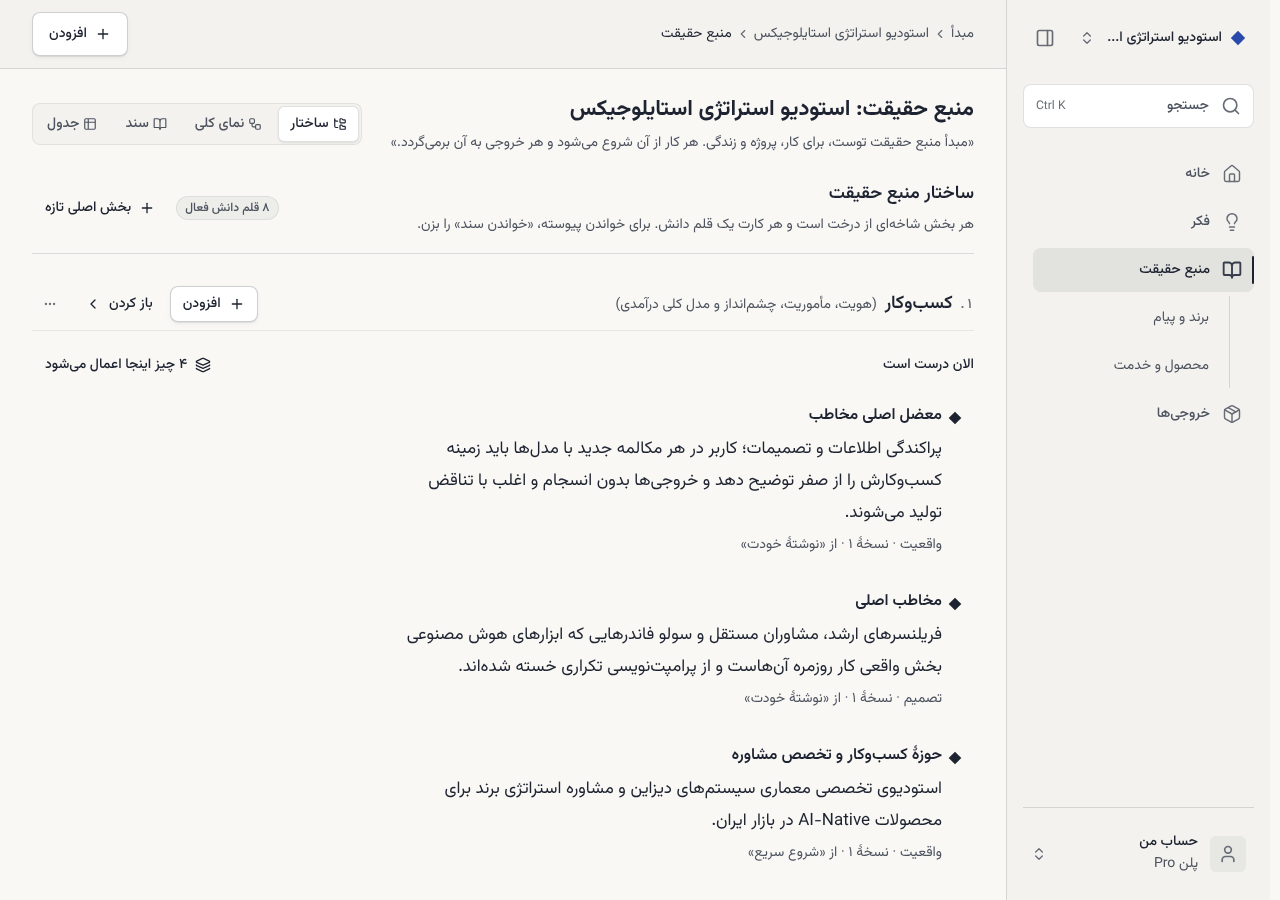 استودیو استراتژی ا...
جستجو
Ctrl K
خانه
فکر
منبع حقیقت
برند و پیام
محصول و خدمت
خروجی‌ها
حساب من
پلن Pro
مبدأ › استودیو استراتژی استایلوجیکس › منبع حقیقت
افزودن
منبع حقیقت: استودیو استراتژی استایلوجیکس
«مبدأ منبع حقیقت توست، برای کار، پروژه و زندگی. هر کار از آن شروع می‌شود و هر خروجی به آن برمی‌گردد.»
ساختار
نمای کلی
سند
جدول
ساختار منبع حقیقت
هر بخش شاخه‌ای از درخت است و هر کارت یک قلم دانش. برای خواندن پیوسته، «خواندن سند» را بزن.
۸ قلم دانش فعال
بخش اصلی تازه
۱. کسب‌وکار (هویت، مأموریت، چشم‌انداز و مدل کلی درآمدی)
افزودن
باز کردن
...
الان درست است
۴ چیز اینجا اعمال می‌شود
معضل اصلی مخاطب
پراکندگی اطلاعات و تصمیمات؛ کاربر در هر مکالمه جدید با مدل‌ها باید زمینه
کسب‌وکارش را از صفر توضیح دهد و خروجی‌ها بدون انسجام و اغلب با تناقض
تولید می‌شوند.
واقعیت · نسخهٔ ۱ · از «نوشتهٔ خودت»
مخاطب اصلی
فریلنسرهای ارشد، مشاوران مستقل و سولو فاندرهایی که ابزارهای هوش مصنوعی
بخش واقعی کار روزمره آن‌هاست و از پرامپت‌نویسی تکراری خسته شده‌اند.
تصمیم · نسخهٔ ۱ · از «نوشتهٔ خودت»
حوزهٔ کسب‌وکار و تخصص مشاوره
استودیوی تخصصی معماری سیستم‌های دیزاین و مشاوره استراتژی برند برای
محصولات AI-Native در بازار ایران.
واقعیت · نسخهٔ ۱ · از «شروع سریع»